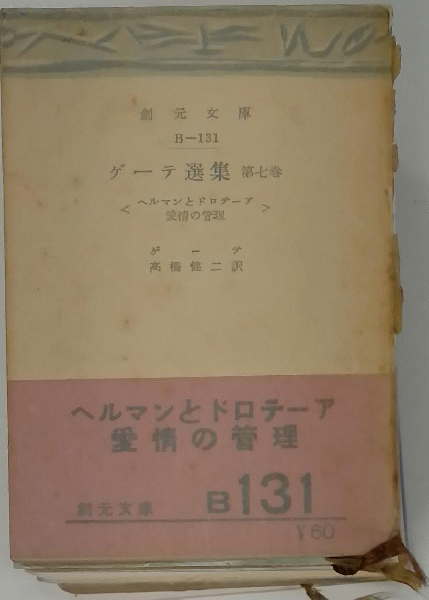 創元文庫
B—131
ゲーテ選集 第七巻
<ヘルマンとドロテーア
愛情の管理>
ゲーテ
高橋健二訳
ヘルマンとドロテーア
愛情の管理
創元文庫 B131
¥60